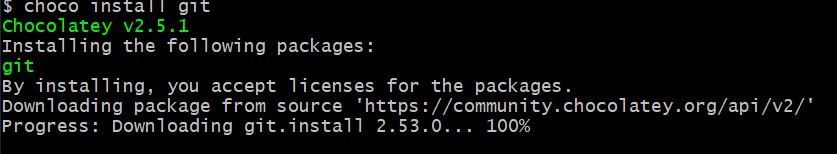 $ choco install git
Chocolatey v2.5.1
Installing the following packages:
git
By installing, you accept licenses for the packages.
Downloading package from source 'https://community.chocolatey.org/api/v2/'
Progress: Downloading git.install 2.53.0... 100%